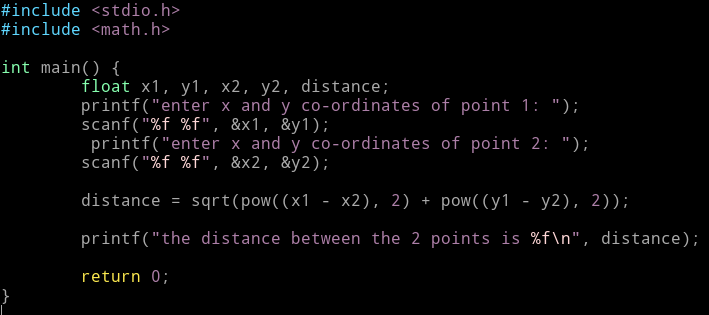 #include <stdio.h>
#include <math.h>

int main() {
        float x1, y1, x2, y2, distance;
        printf("enter x and y co-ordinates of point 1: ");
        scanf("%f %f", &x1, &y1);
         printf("enter x and y co-ordinates of point 2: ");
        scanf("%f %f", &x2, &y2);

        distance = sqrt(pow((x1 - x2), 2) + pow((y1 - y2), 2));

        printf("the distance between the 2 points is %f\n", distance);

        return 0;
}